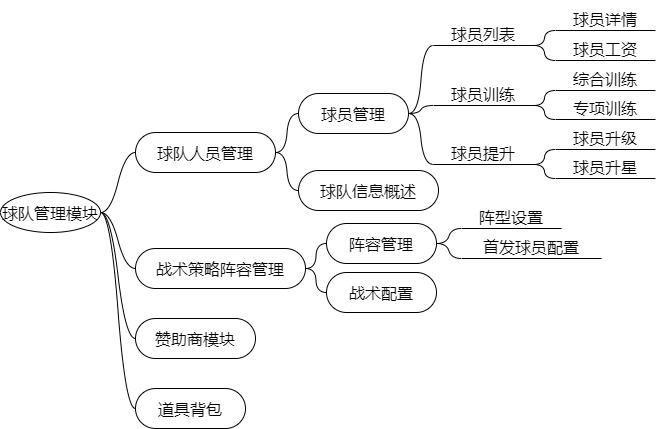 球队管理模块
球队人员管理
球员管理
球员列表
球员详情
球员工资
球员训练
综合训练
专项训练
球员提升
球员升级
球员升星
球队信息概述
战术策略阵容管理
阵容管理
阵型设置
首发球员配置
战术配置
赞助商模块
道具背包